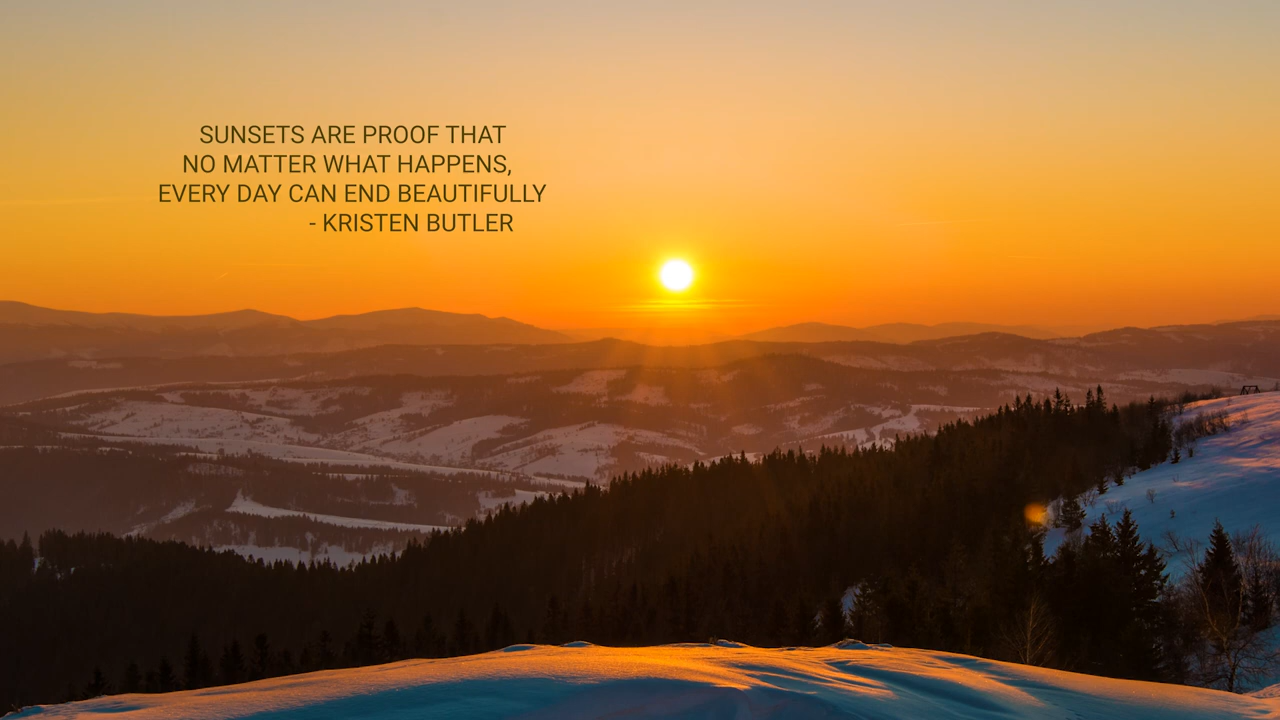 SUNSETS ARE PROOF THAT
NO MATTER WHAT HAPPENS,
EVERY DAY CAN END BEAUTIFULLY
- KRISTEN BUTLER